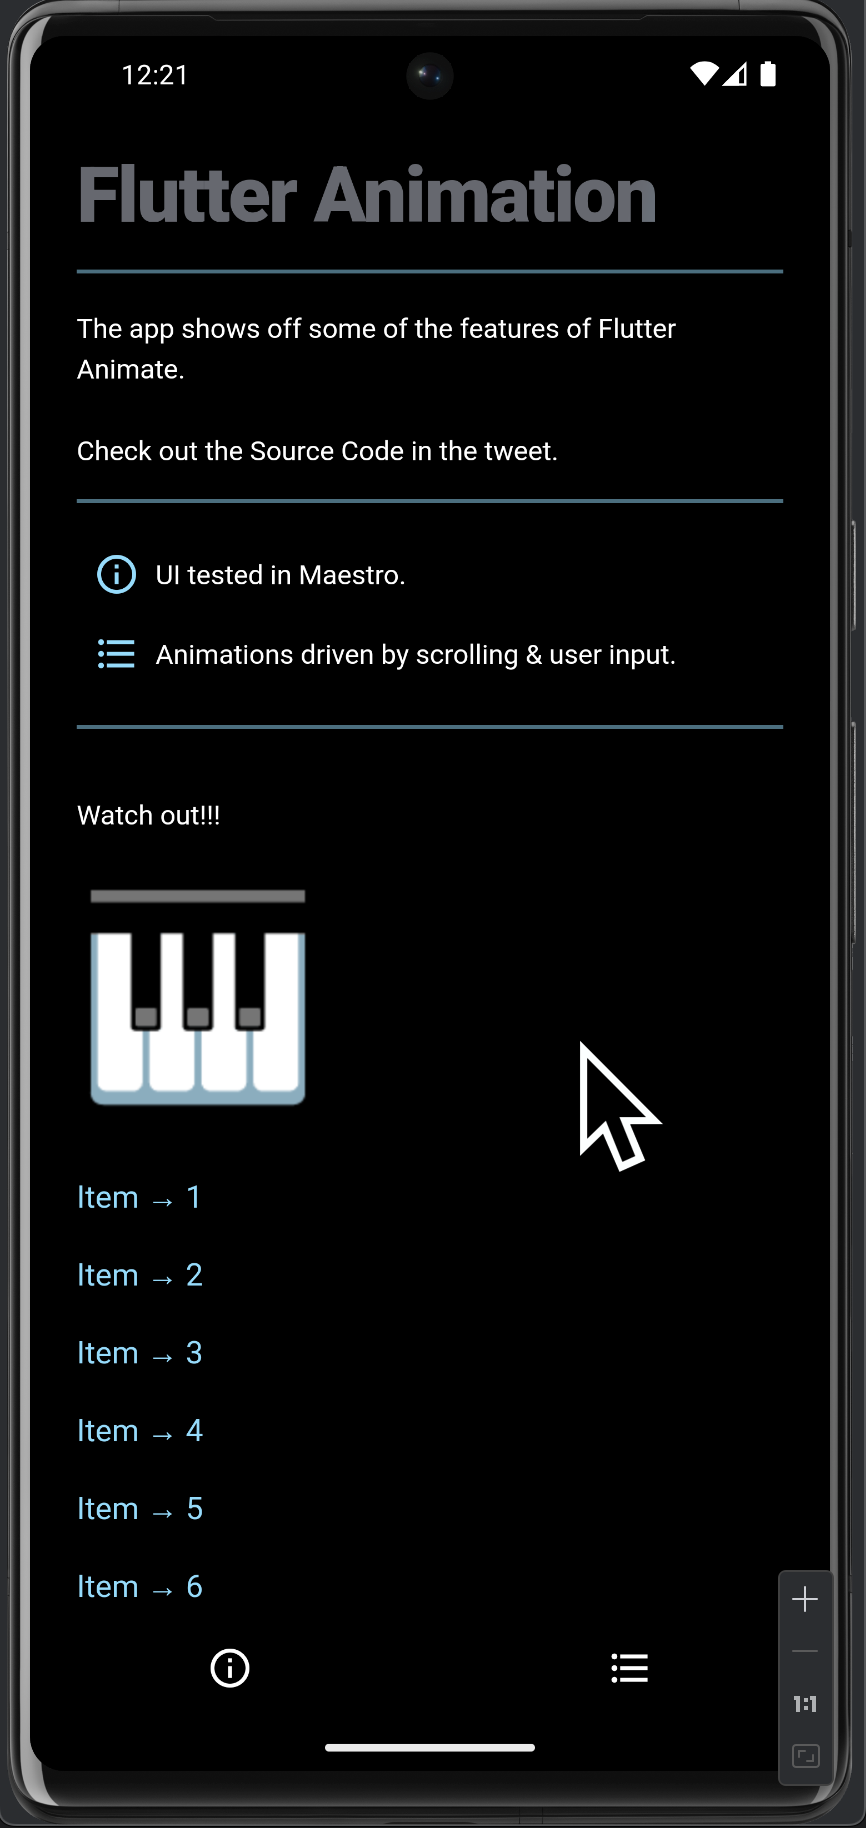 12:21
Flutter Animation
The app shows off some of the features of Flutter
Animate.
Check out the Source Code in the tweet.
UI tested in Maestro.
Animations driven by scrolling & user input.
Watch out!!!
Item → 1
Item → 2
Item → 3
Item → 4
Item → 5
Item → 6
1:1